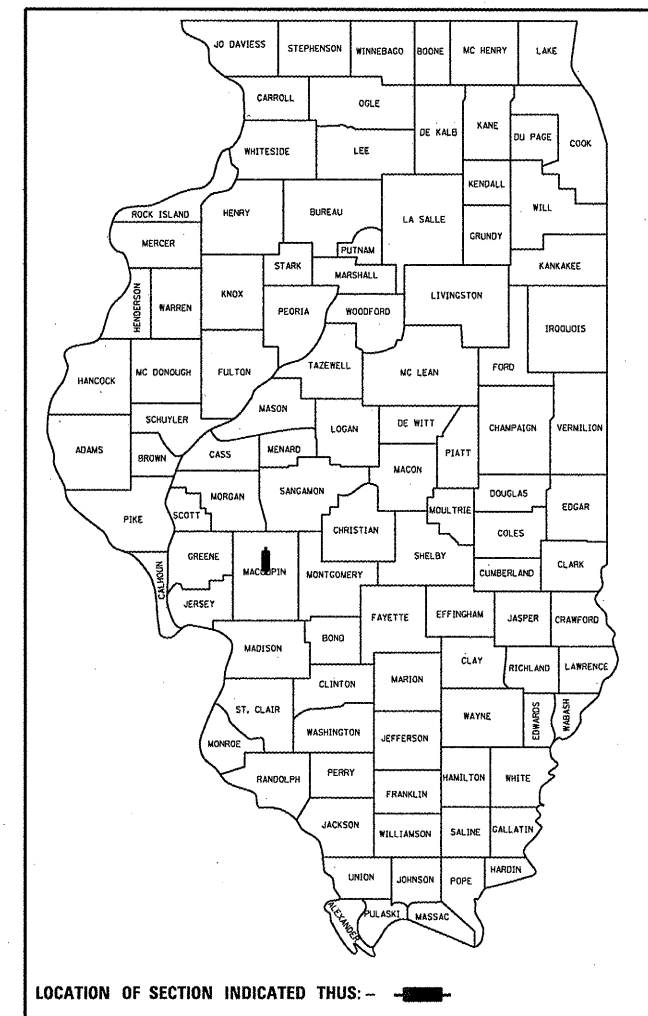 JO DAVIESS STEPHENSON WINNEBAGO BOONE MC HENRY LAKE
CARROLL OGLE DE KALB KANE DU PAGE COOK
WHITESIDE LEE
KENDALL
ROCK ISLAND HENRY BUREAU LA SALLE WILL
MERCER PUTNAM GRUNDY
STARK MARSHALL KANKAKEE
HENDERSON WARREN KNOX PEORIA WOODFORD LIVINGSTON IROQUOIS
HANCOCK MC DONOUGH FULTON TAZEWELL MC LEAN FORD
SCHUYLER MASON LOGAN DE WITT CHAMPAIGN VERMILION
ADAMS BROWN CASS MENARD MACON PIATT
MORGAN SANGAMON DOUGLAS EDGAR
PIKE SCOTT CHRISTIAN MOULTRIE COLES
GREENE MACOUPIN MONTGOMERY SHELBY CUMBERLAND CLARK
CALHOUN JERSEY FAYETTE EFFINGHAM JASPER CRAWFORD
MADISON BOND
CLAY RICHLAND LAWRENCE
CLINTON MARION
ST. CLAIR WAYNE EDWARDS WABASH
MONROE WASHINGTON JEFFERSON
RANDOLPH PERRY HAMILTON WHITE
FRANKLIN
JACKSON WILLIAMSON SALINE GALLATIN
UNION JOHNSON POPE HARDIN
ALEXANDER PULASKI MASSAC
LOCATION OF SECTION INDICATED THUS: –